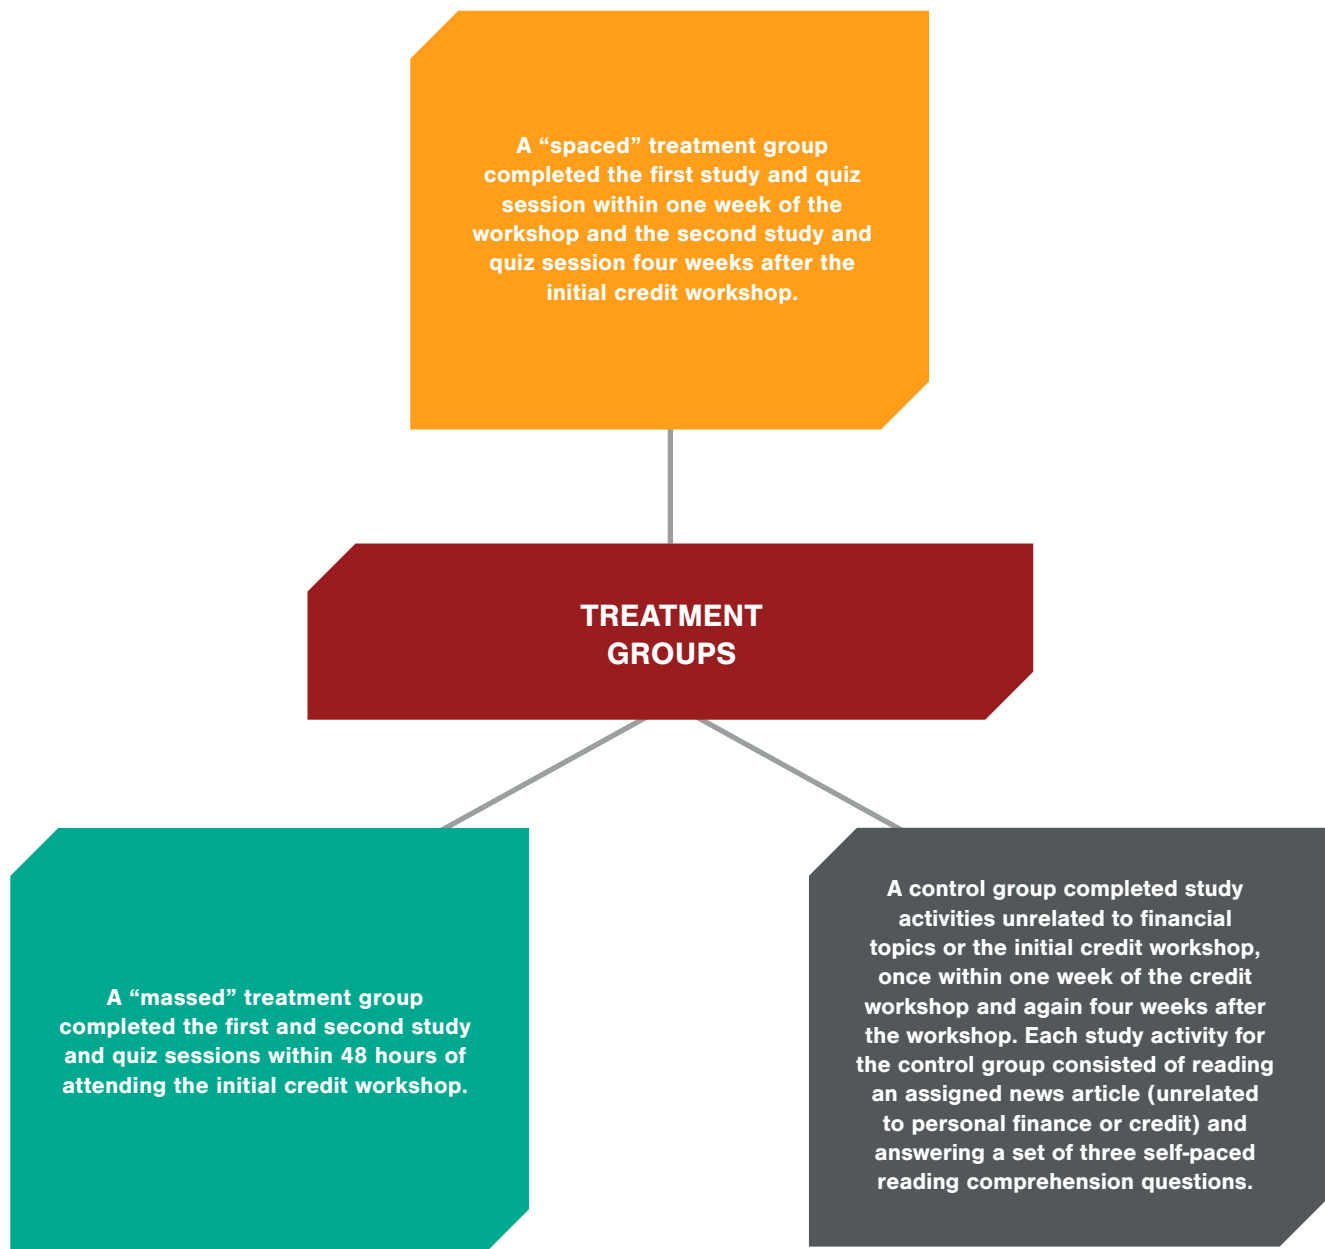 A “spaced” treatment group
completed the first study and quiz
session within one week of the
workshop and the second study and
quiz session four weeks after the
initial credit workshop.
TREATMENT
GROUPS
A “massed” treatment group
completed the first and second study
and quiz sessions within 48 hours of
attending the initial credit workshop.
A control group completed study
activities unrelated to financial
topics or the initial credit workshop,
once within one week of the credit
workshop and again four weeks after
the workshop. Each study activity for
the control group consisted of reading
an assigned news article (unrelated
to personal finance or credit) and
answering a set of three self-paced
reading comprehension questions.